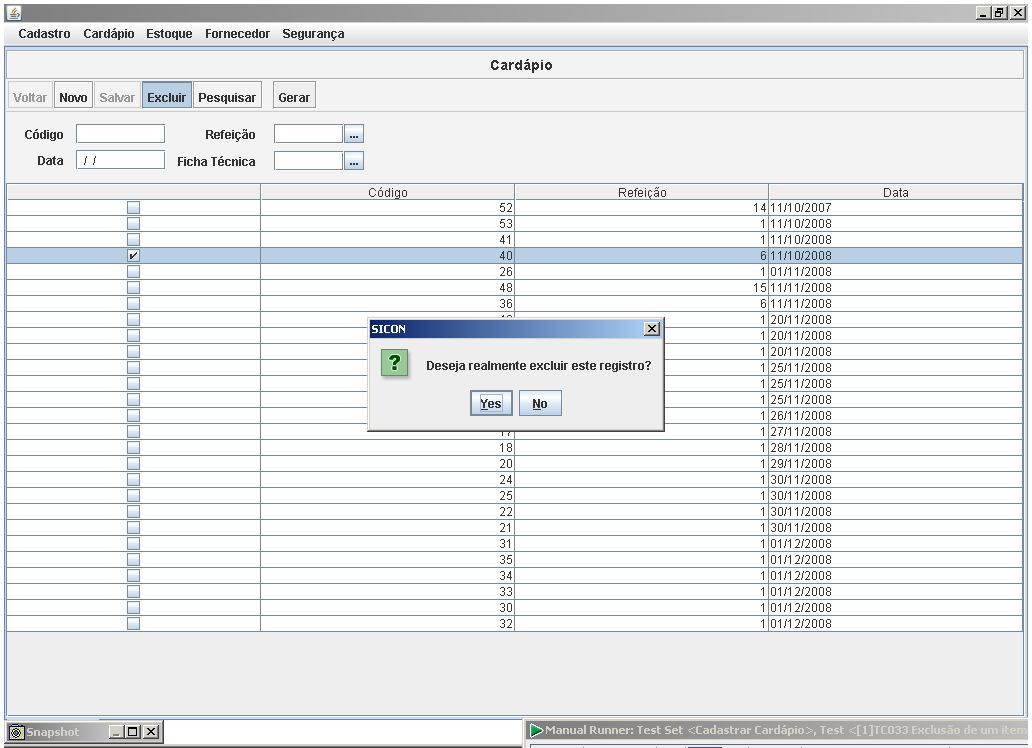 Cadastro Cardápio Estoque Fornecedor Segurança
Cardápio
Voltar Novo Salvar Excluir Pesquisar Gerar
Código Refeição ...
Data / / Ficha Técnica ...
Código Refeição Data
52 14 11/10/2007
53 1 11/10/2008
41 1 11/10/2008
40 6 11/10/2008
26 1 01/11/2008
48 15 11/11/2008
36 6 11/11/2008
1 20/11/2008
SICON
1 20/11/2008
1 20/11/2008
Deseja realmente excluir este registro?
1 25/11/2008
1 25/11/2008
Yes No
1 25/11/2008
1 26/11/2008
17 1 27/11/2008
18 1 28/11/2008
20 1 29/11/2008
24 1 30/11/2008
25 1 30/11/2008
22 1 30/11/2008
21 1 30/11/2008
31 1 01/12/2008
35 1 01/12/2008
34 1 01/12/2008
33 1 01/12/2008
30 1 01/12/2008
32 1 01/12/2008
Snapshot
Manual Runner: Test Set <Cadastrar Cardápio>, Test <[1]TC033 Exclusão de um item